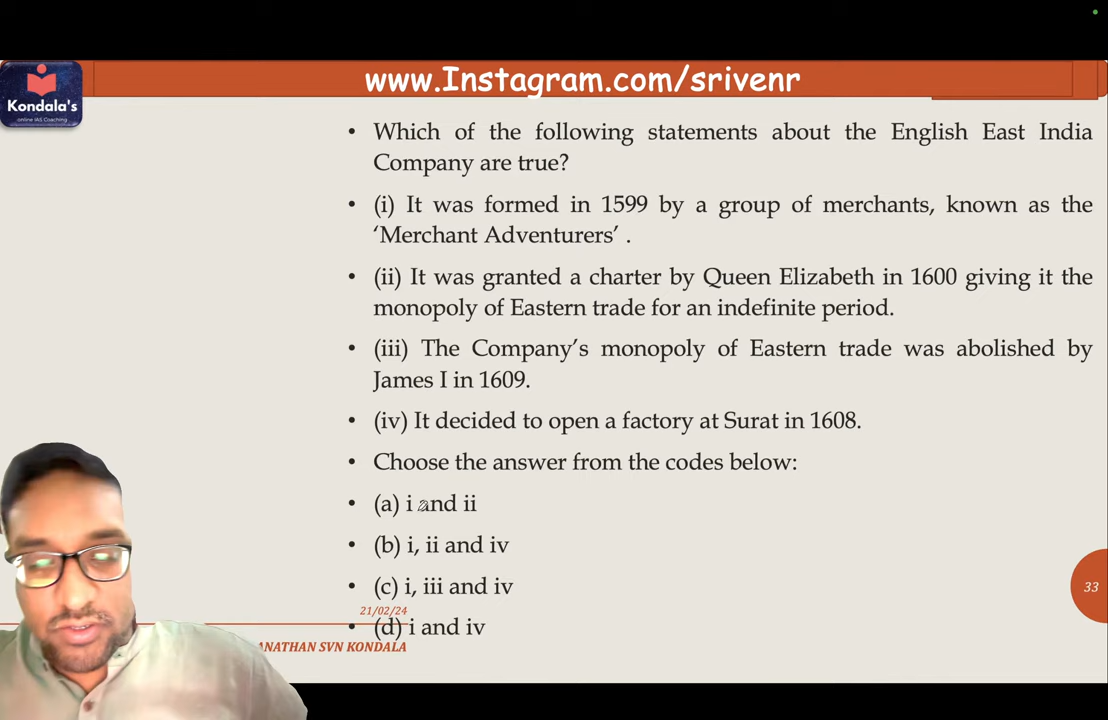 www.Instagram.com/srivenr
Kondala's
online IAS Coaching
• Which of the following statements about the English East India
Company are true?
• (i) It was formed in 1599 by a group of merchants, known as the
‘Merchant Adventurers’ .
• (ii) It was granted a charter by Queen Elizabeth in 1600 giving it the
monopoly of Eastern trade for an indefinite period.
• (iii) The Company’s monopoly of Eastern trade was abolished by
James I in 1609.
• (iv) It decided to open a factory at Surat in 1608.
• Choose the answer from the codes below:
• (a) i and ii
• (b) i, ii and iv
• (c) i, iii and iv
21/02/24
• (d) i and iv
ANATHAN SVN KONDALA
33